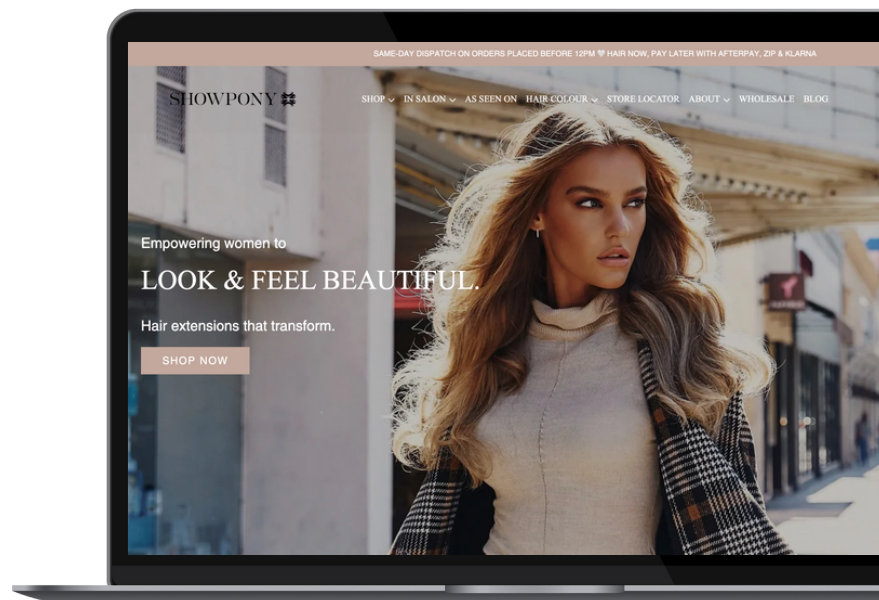 SAME-DAY DISPATCH ON ORDERS PLACED BEFORE 12PM 🤍 HAIR NOW, PAY LATER WITH AFTERPAY, ZIP & KLARNA
SHOWPONY
SHOP IN SALON AS SEEN ON HAIR COLOUR STORE LOCATOR ABOUT WHOLESALE BLOG
Empowering women to
LOOK & FEEL BEAUTIFUL.
Hair extensions that transform.
SHOP NOW